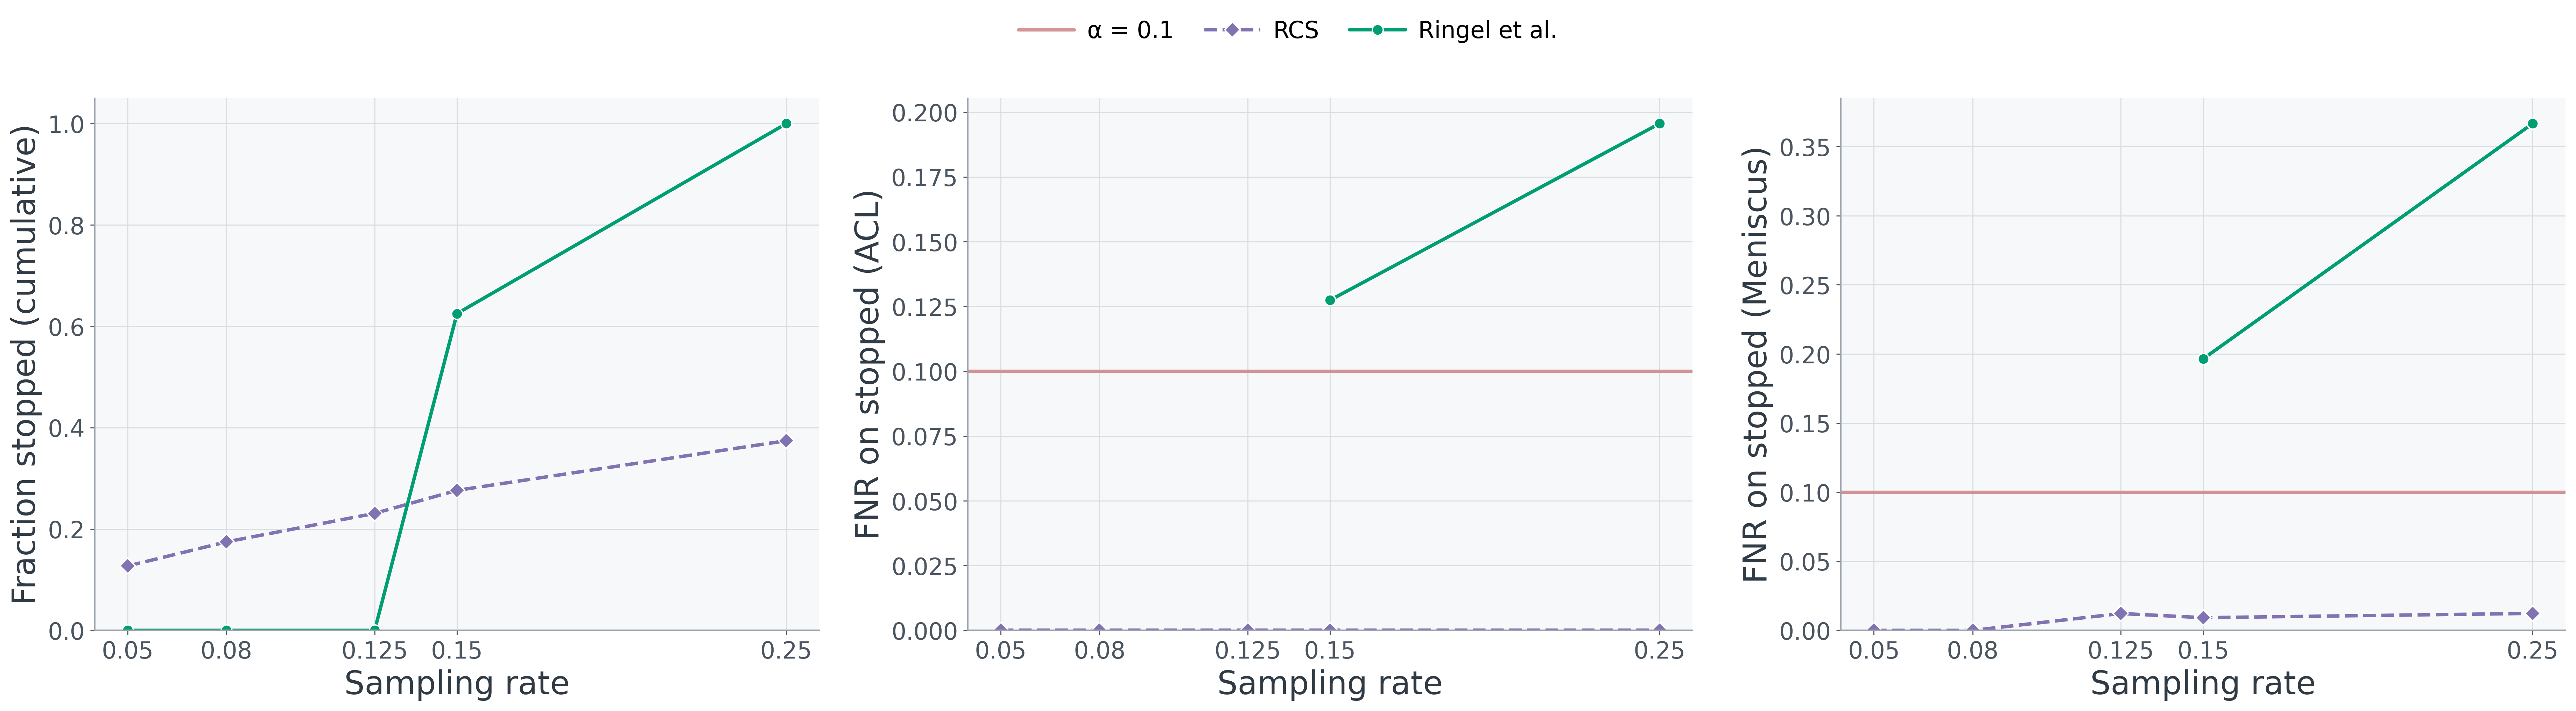 α = 0.1 RCS Ringel et al.
Fraction stopped (cumulative)
1.0
0.8
0.6
0.4
0.2
0.0
0.05 0.08 0.125 0.15 0.25
Sampling rate
FNR on stopped (ACL)
0.200
0.175
0.150
0.125
0.100
0.075
0.050
0.025
0.000
0.05 0.08 0.125 0.15 0.25
Sampling rate
FNR on stopped (Meniscus)
0.35
0.30
0.25
0.20
0.15
0.10
0.05
0.00
0.05 0.08 0.125 0.15 0.25
Sampling rate